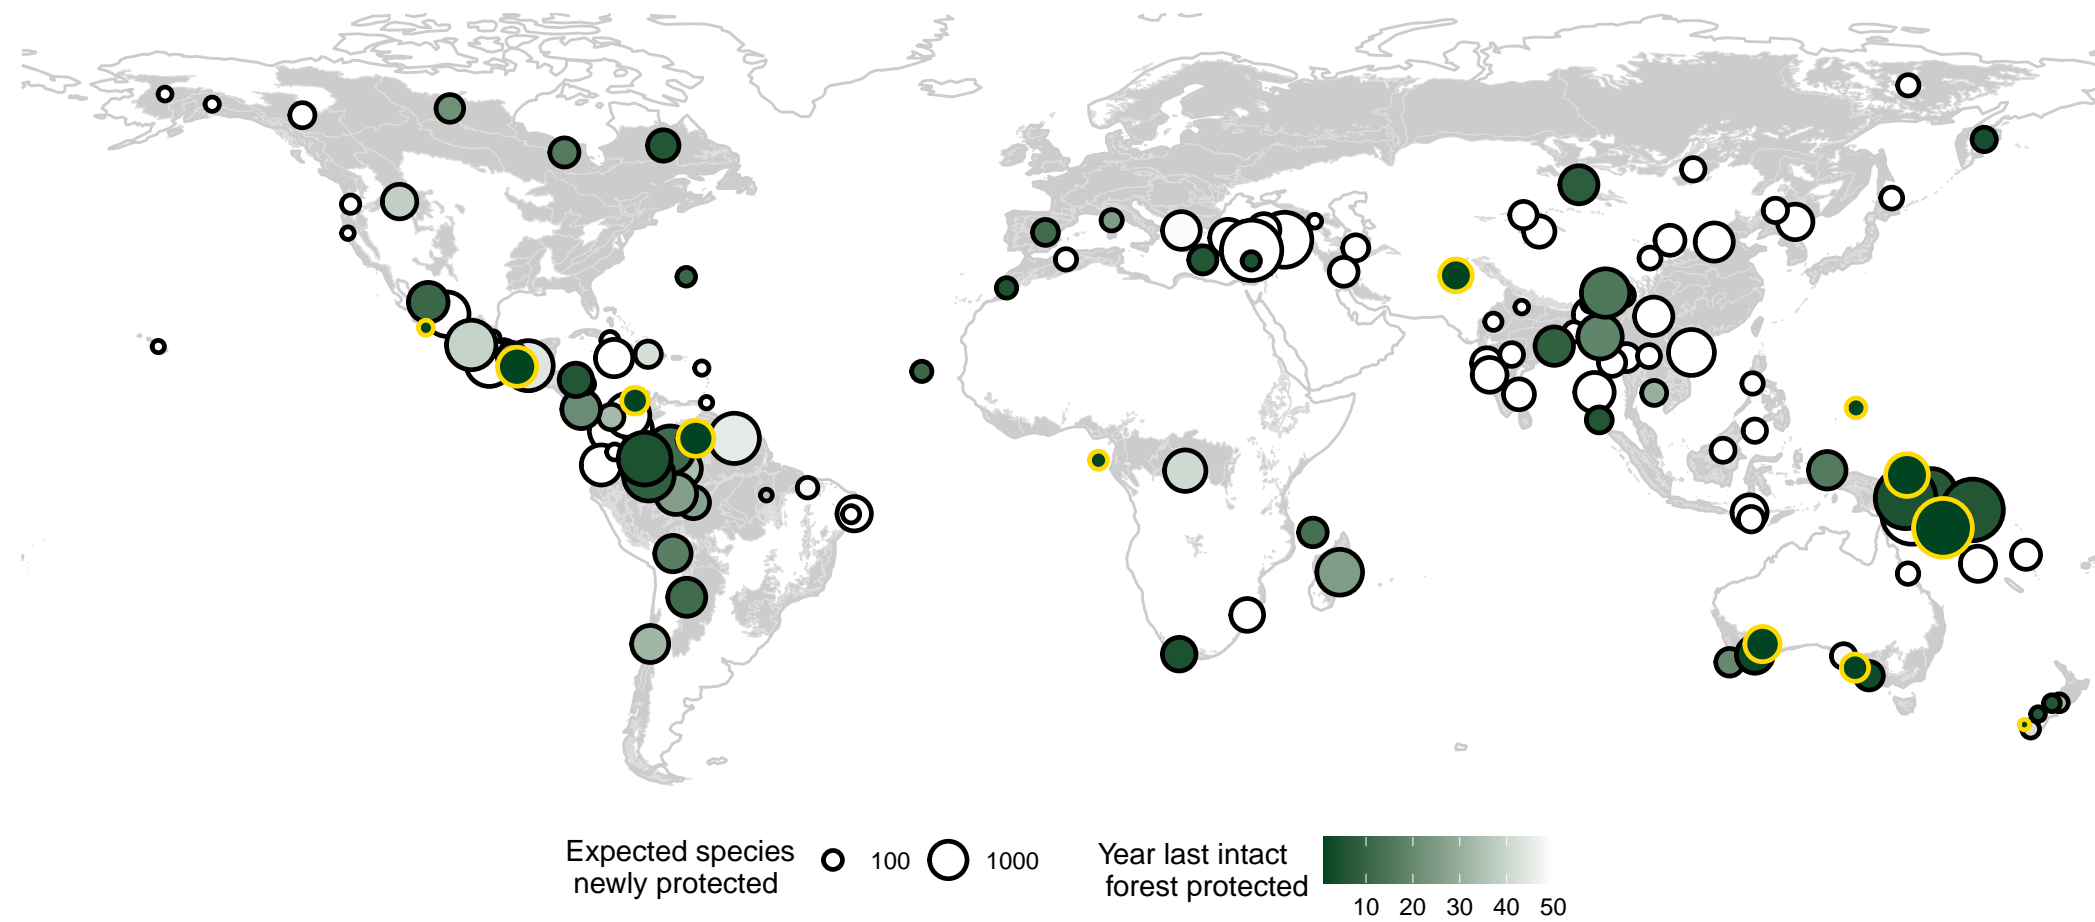 Expected species
newly protected
100
1000
Year last intact
forest protected
10 20 30 40 50